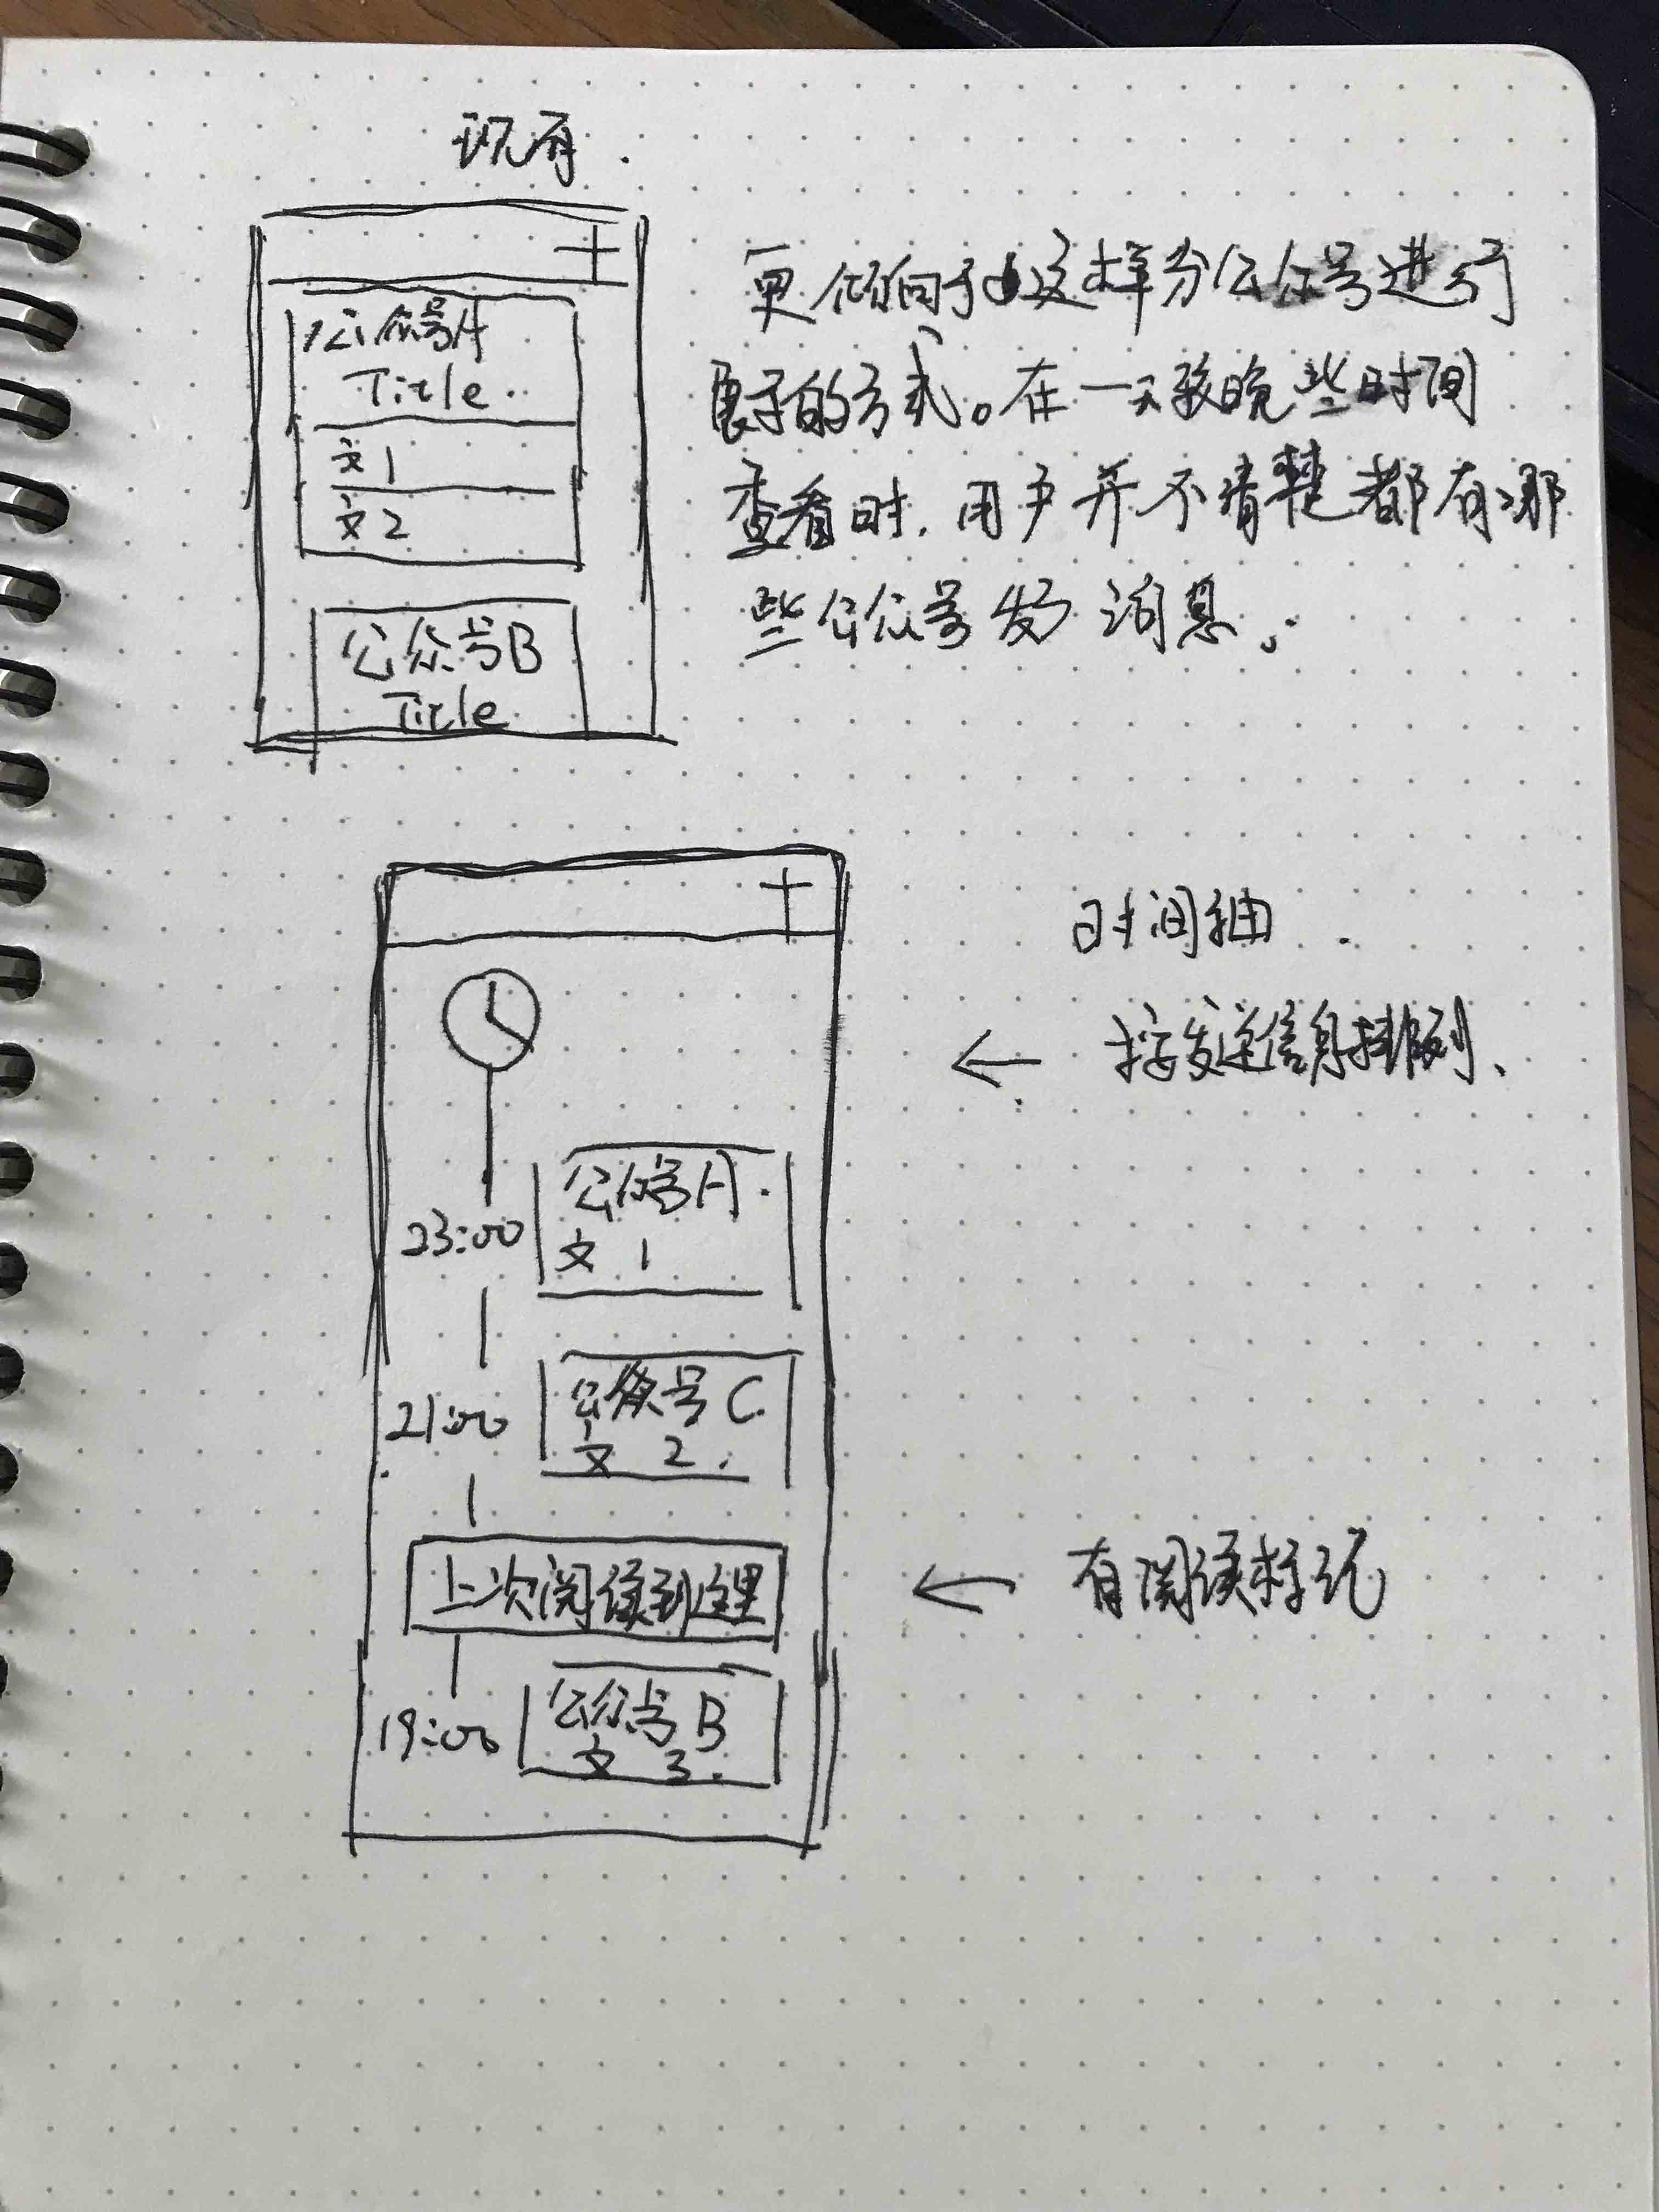 现有.
+
公众号A
Title..
文1
文2
公众号B
Title.
更倾向于这样分公众号进行
展示的方式。在一天较晚些时间
查看时,用户并不清楚都有哪
些公众号发了消息。
+
时间轴.
← 按发送信息排列、
23:00
公众号A.
文 1
21:00
公众号C.
文 2.
上次阅读到这里
← 有阅读标记
19:00
公众号B
文 3.